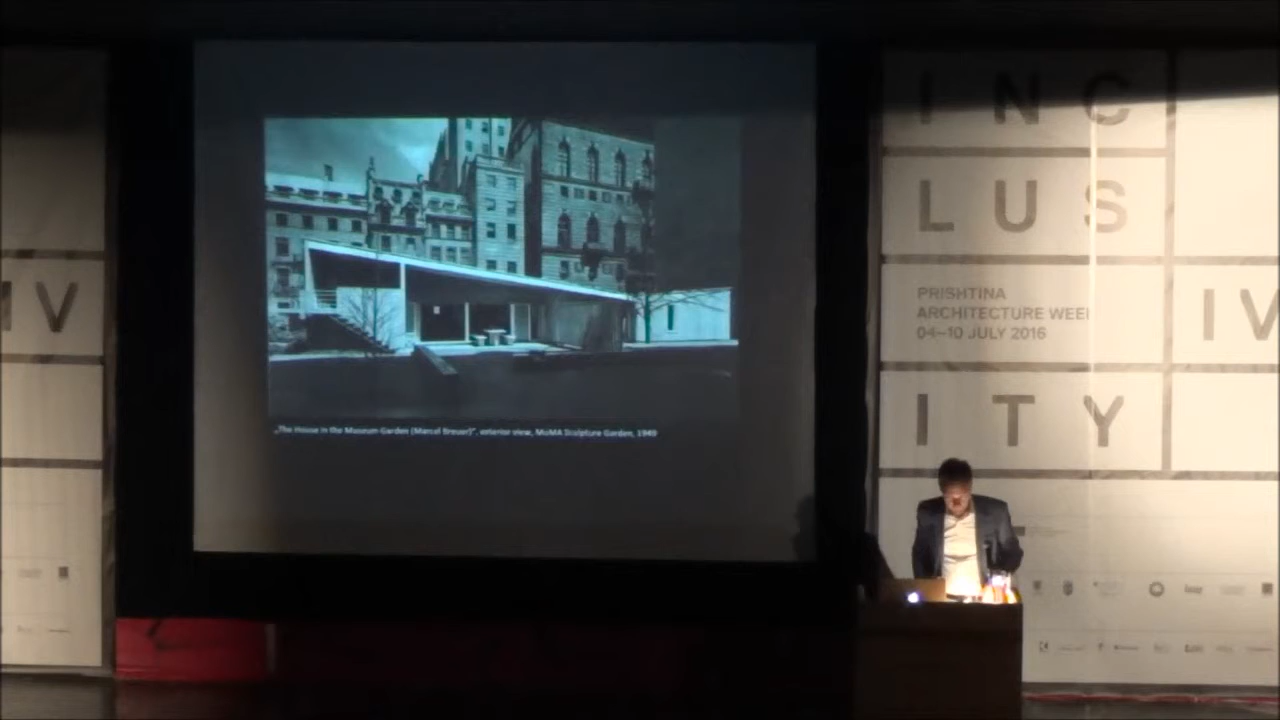 INC
LUS
PRISHTINA
ARCHITECTURE WEE
04–10 JULY 2016
IV
ITY
„The House in the Museum Garden (Marcel Breuer)", exterior view, MoMA Sculpture Garden, 1949